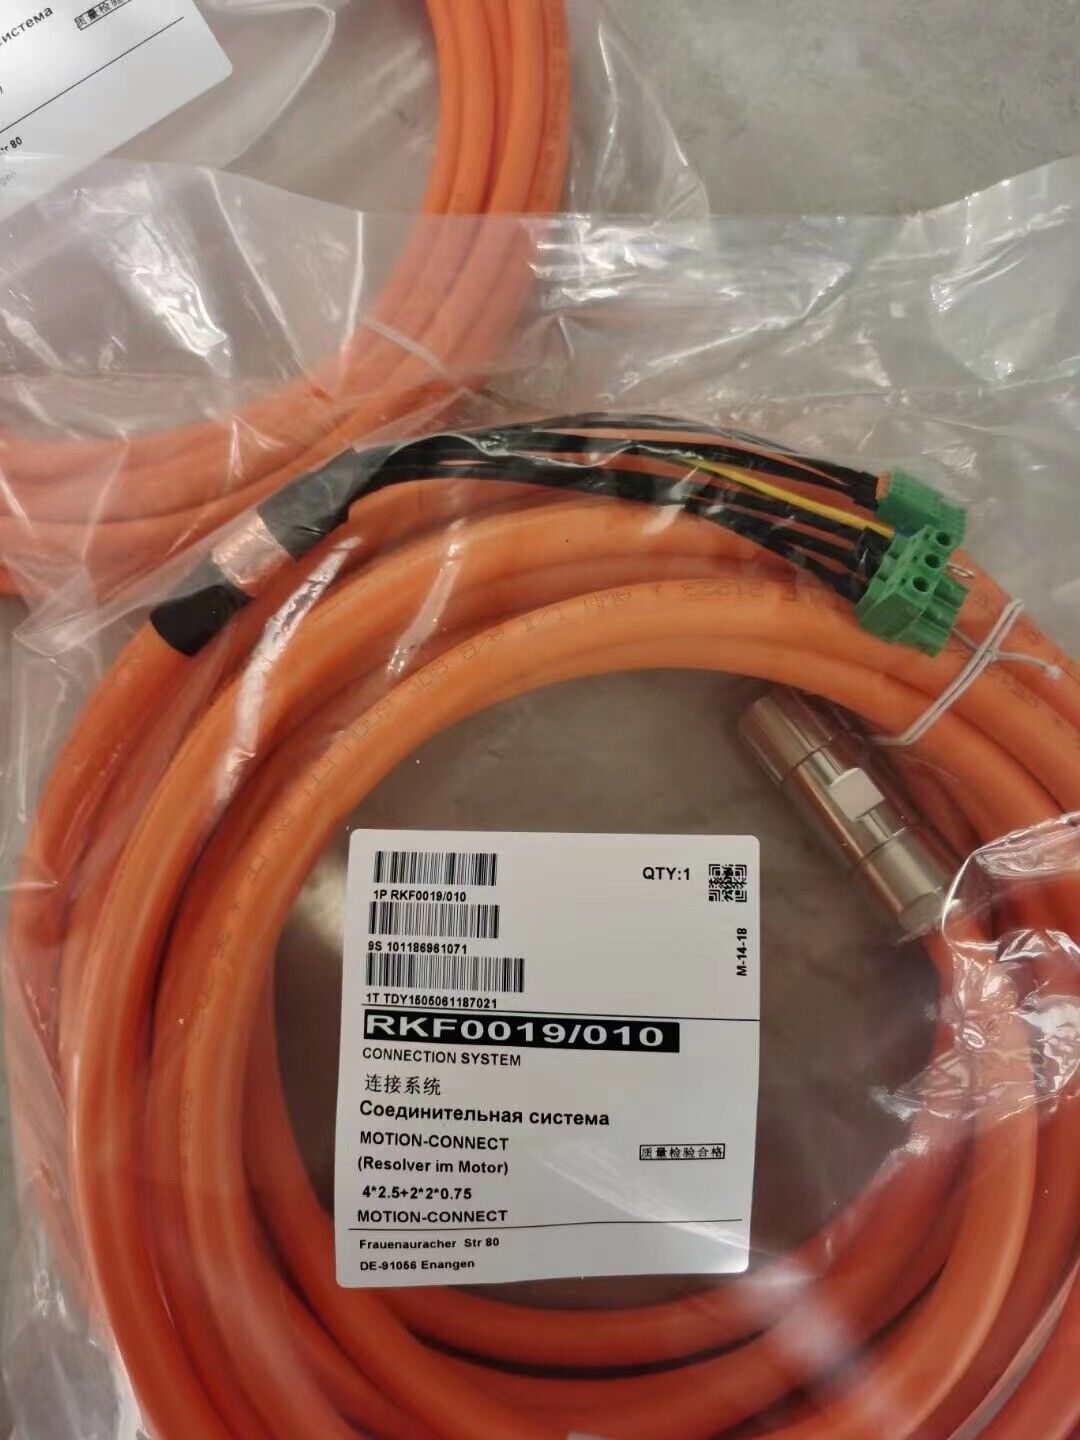 система
质量检验
Str 80
1P RKF0019/010
QTY:1
9S 101186961071
M-14-18
1T TDY1505061187021
RKF0019/010
CONNECTION SYSTEM
连接系统
Соединительная система
MOTION-CONNECT
质量检验合格
(Resolver im Motor)
4*2.5+2*2*0.75
MOTION-CONNECT
Frauenauracher Str 80
DE-91056 Enangen